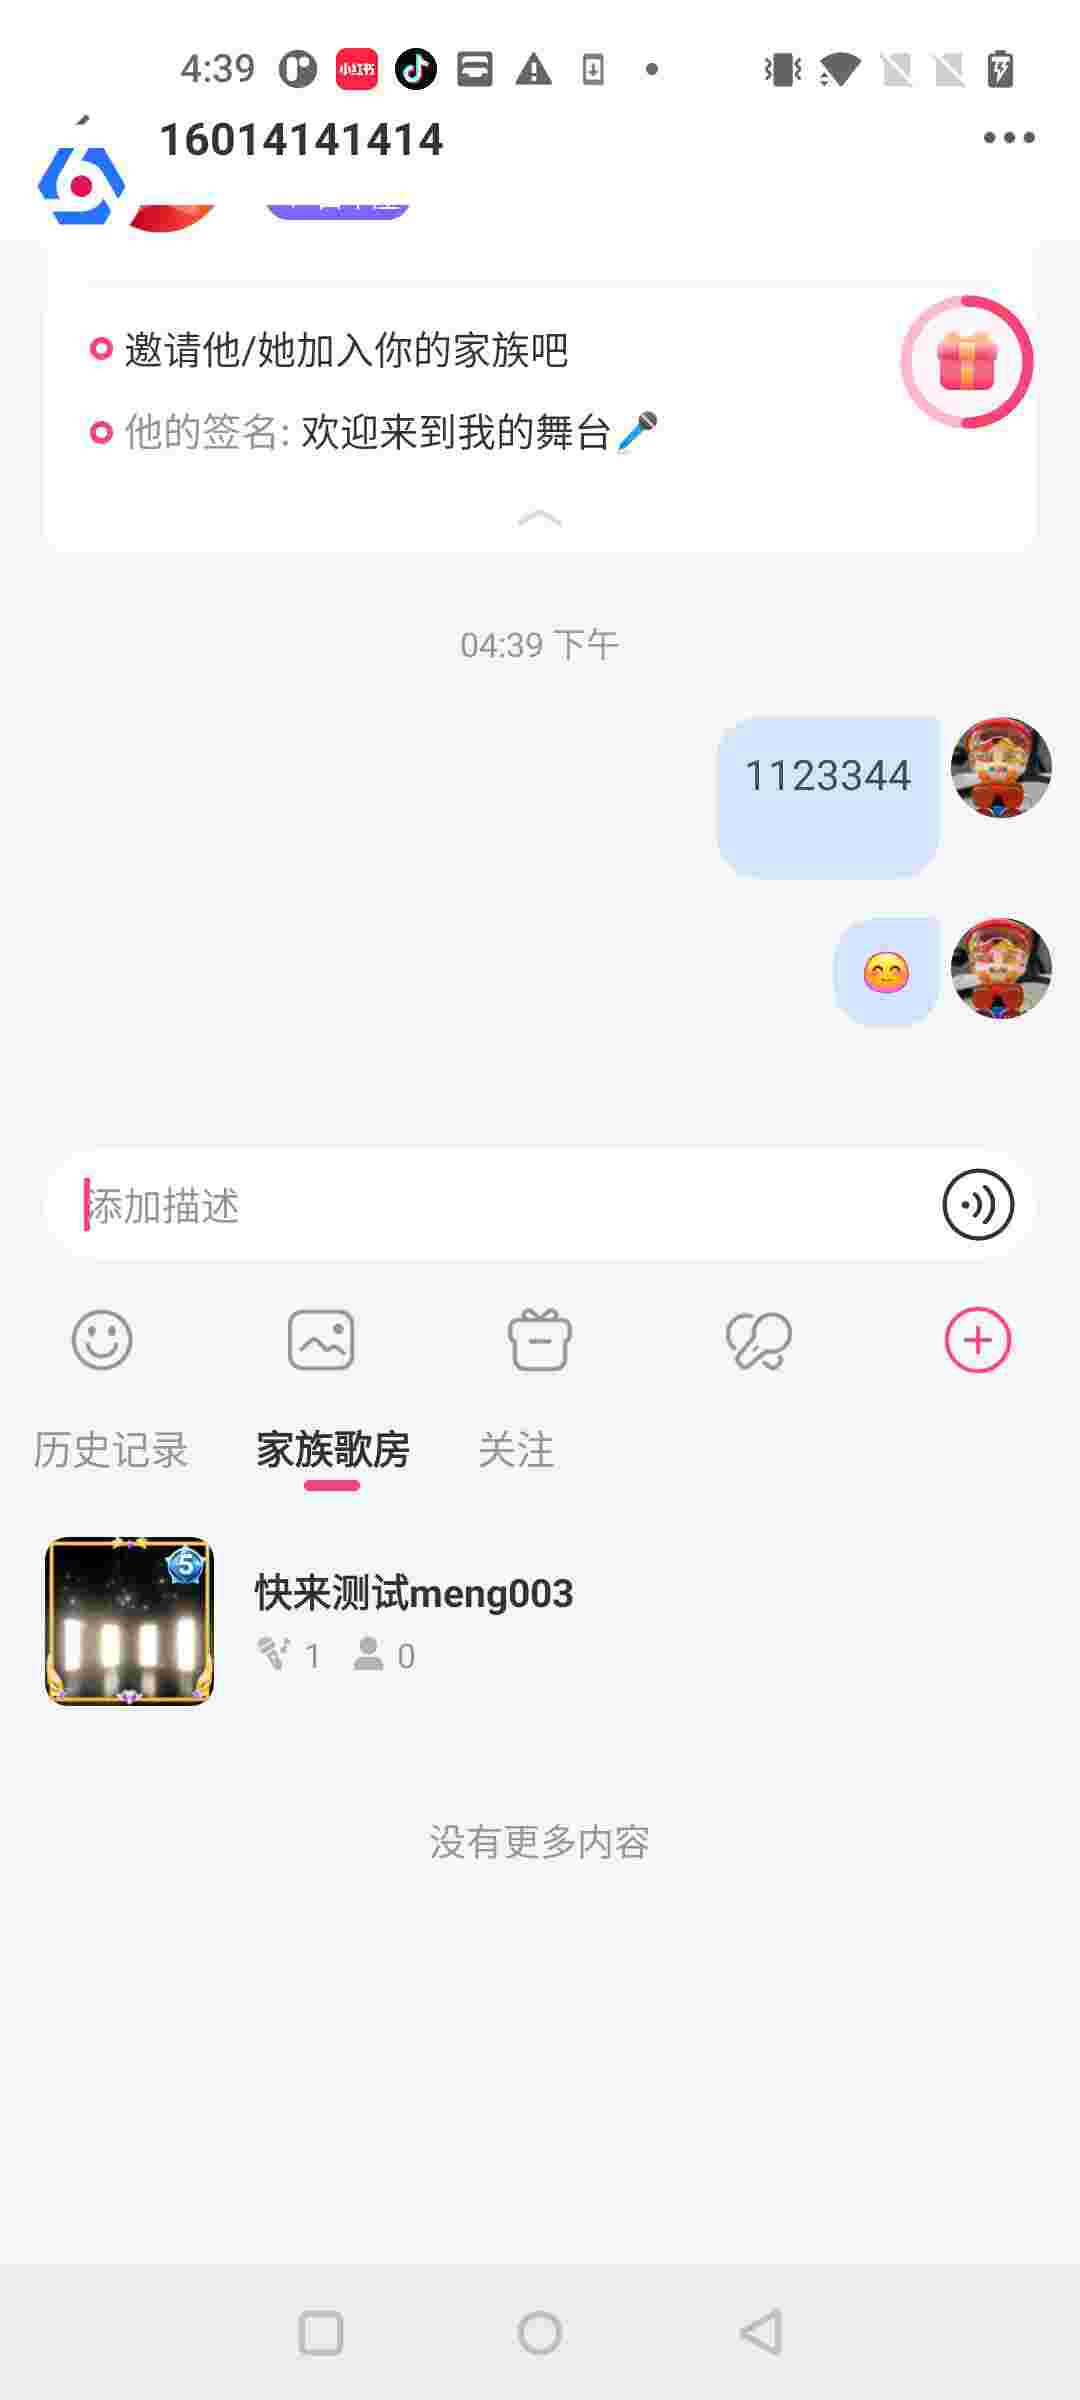 4:39
小红书
16014141414
邀请他/她加入你的家族吧
他的签名: 欢迎来到我的舞台🎤
04:39 下午
1123344
😊
添加描述
历史记录 家族歌房 关注
5
快来测试meng003
1 0
没有更多内容